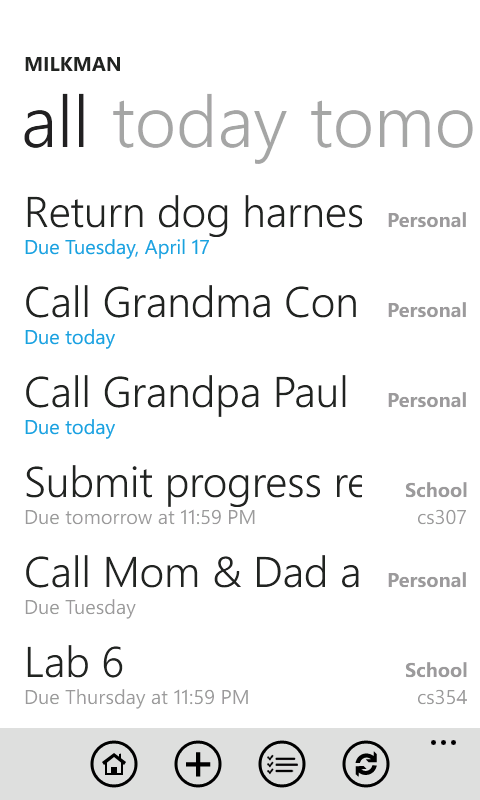 MILKMAN
all today tomo
Return dog harnes Personal
Due Tuesday, April 17
Call Grandma Con Personal
Due today
Call Grandpa Paul Personal
Due today
Submit progress re School
Due tomorrow at 11:59 PM cs307
Call Mom & Dad a Personal
Due Tuesday
Lab 6 School
Due Thursday at 11:59 PM cs354